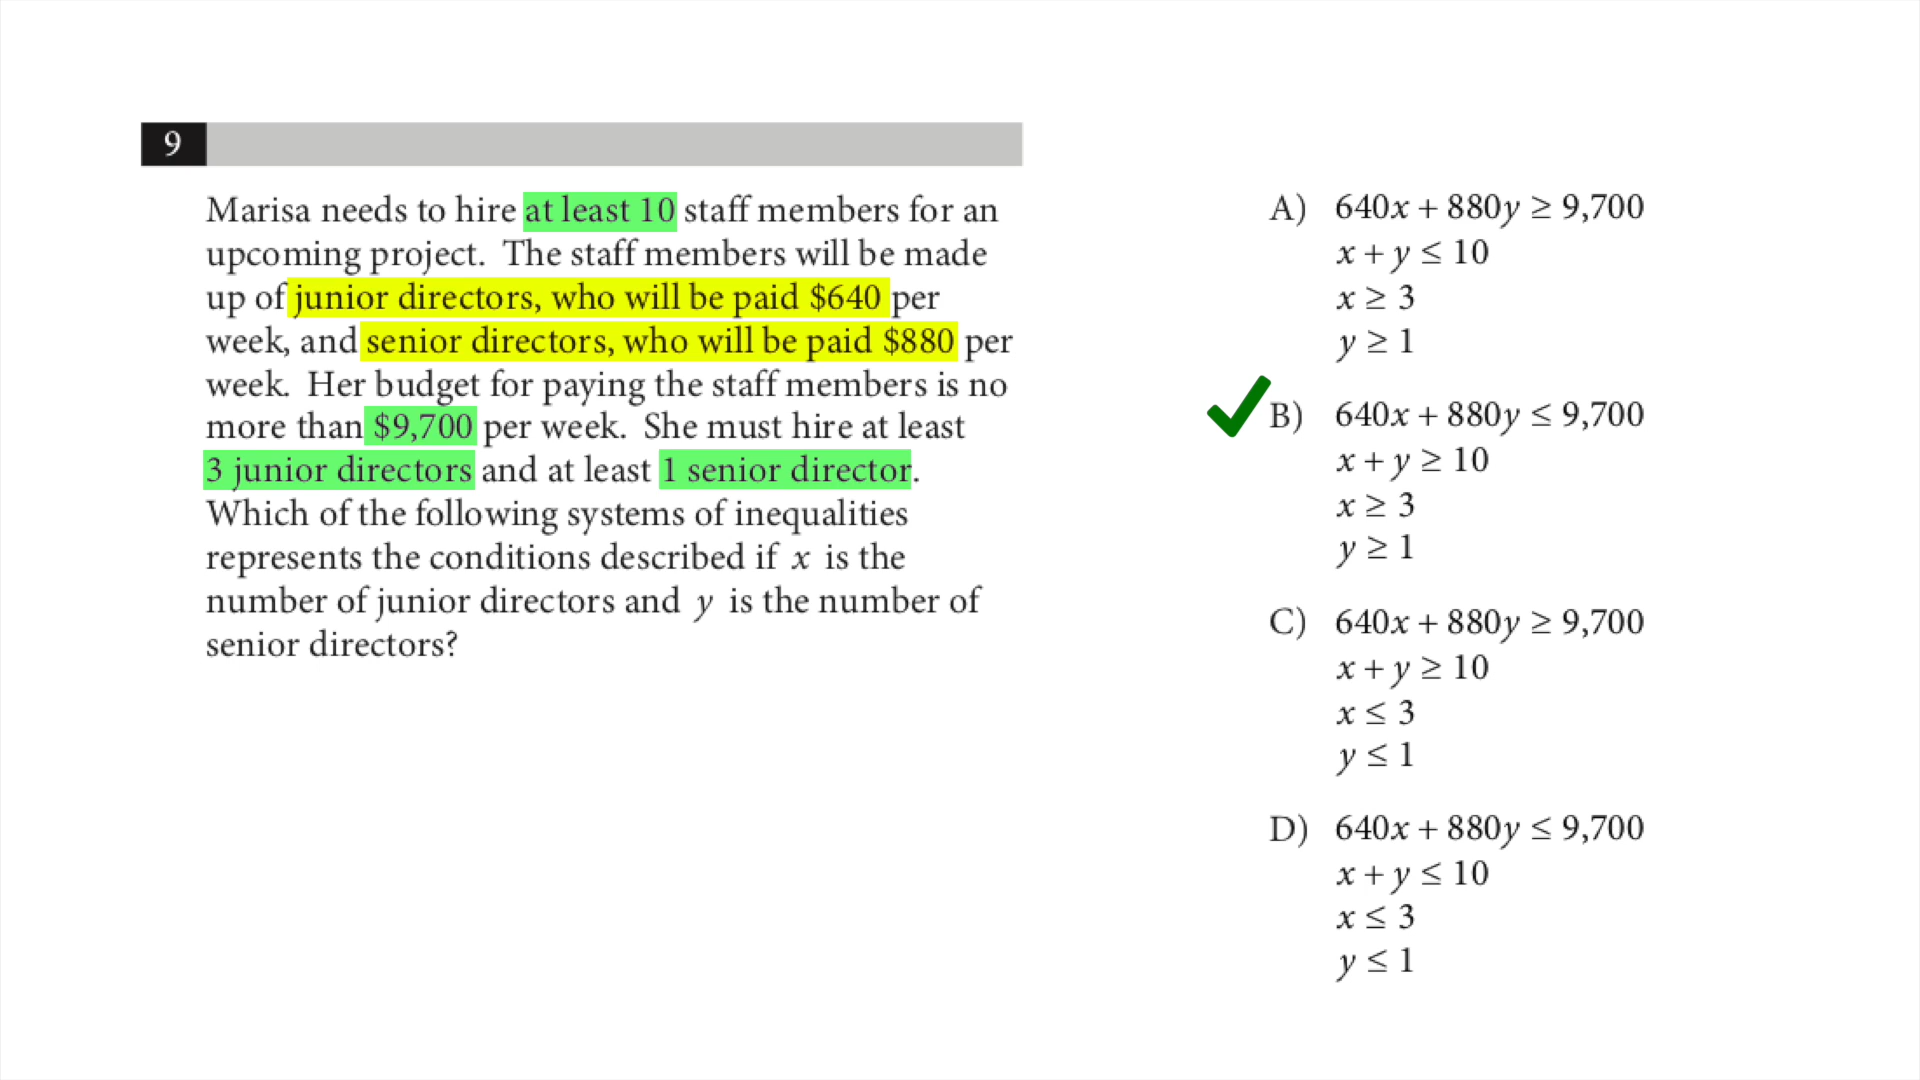 9
Marisa needs to hire at least 10 staff members for an
upcoming project. The staff members will be made
up of junior directors, who will be paid $640 per
week, and senior directors, who will be paid $880 per
week. Her budget for paying the staff members is no
more than $9,700 per week. She must hire at least
3 junior directors and at least 1 senior director.
Which of the following systems of inequalities
represents the conditions described if x is the
number of junior directors and y is the number of
senior directors?
A) 640x + 880y ≥ 9,700
x + y ≤ 10
x ≥ 3
y ≥ 1
B) 640x + 880y ≤ 9,700
x + y ≥ 10
x ≥ 3
y ≥ 1
C) 640x + 880y ≥ 9,700
x + y ≥ 10
x ≤ 3
y ≤ 1
D) 640x + 880y ≤ 9,700
x + y ≤ 10
x ≤ 3
y ≤ 1